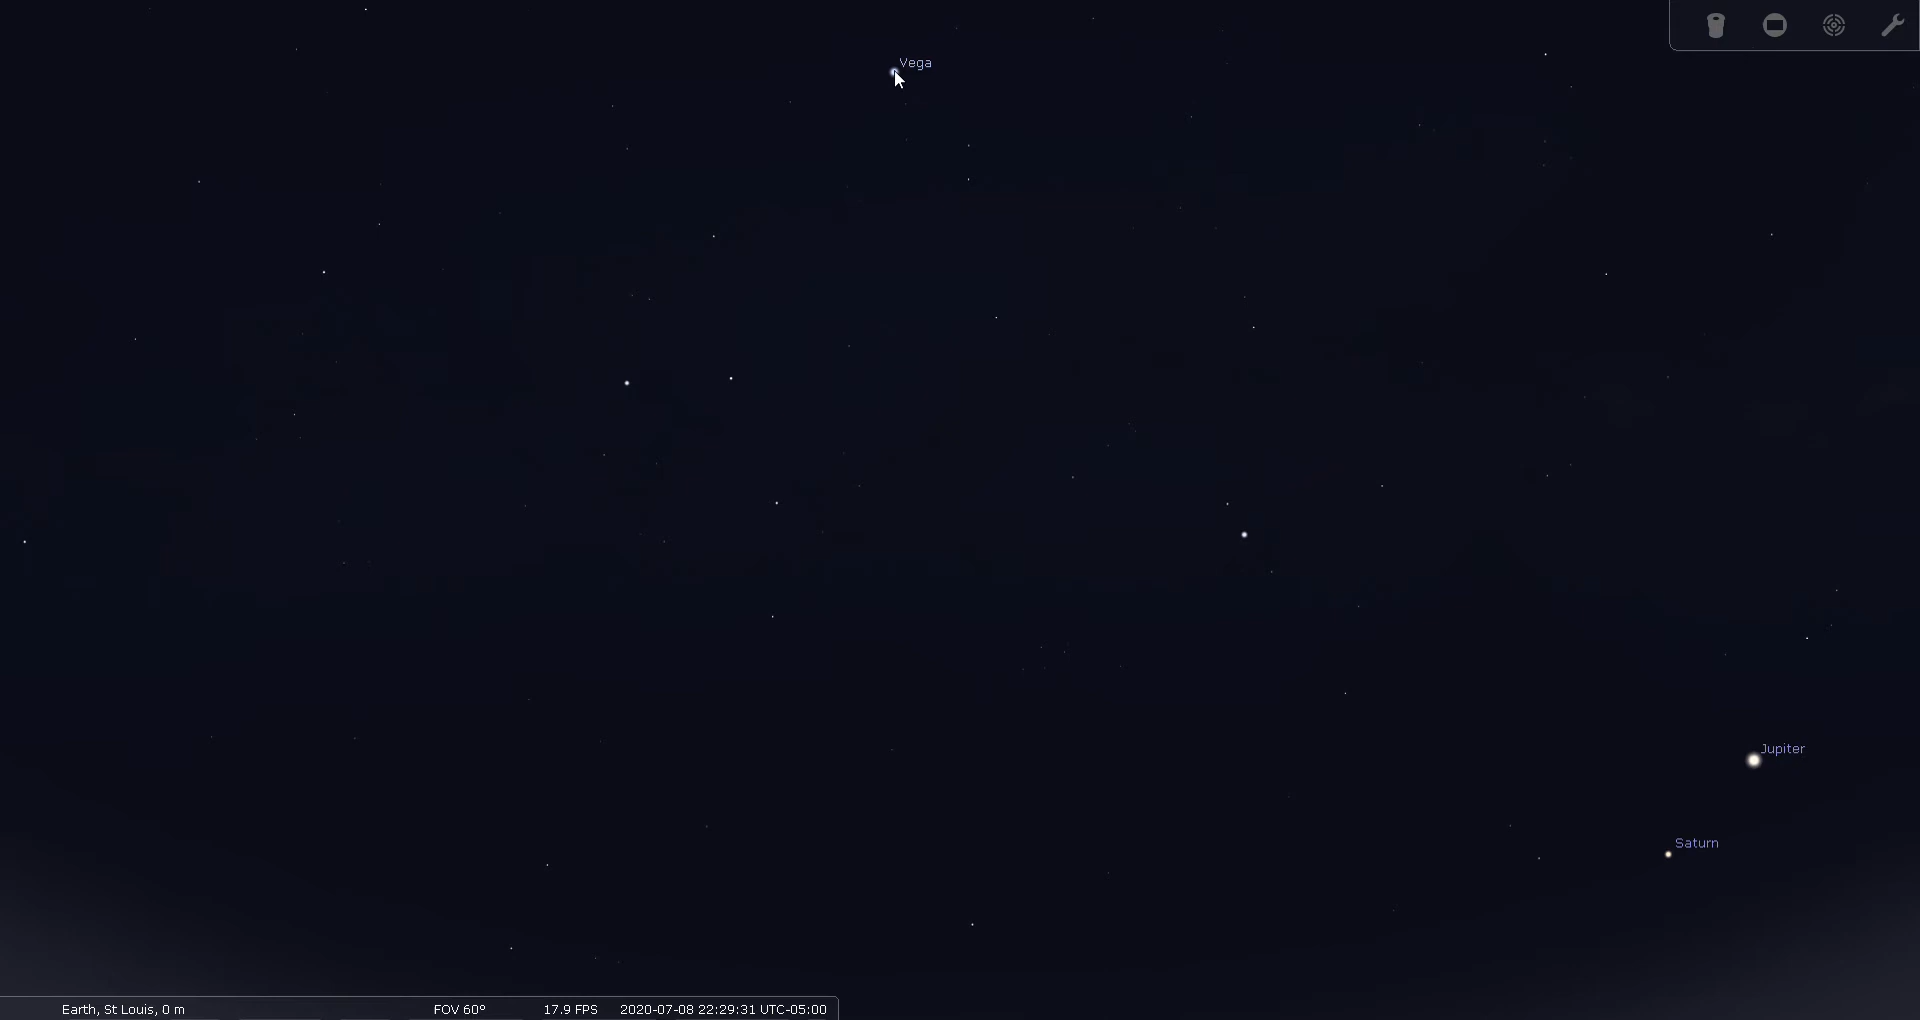 Vega
Jupiter
Saturn
Earth, St Louis, 0 m FOV 60° 17.9 FPS 2020-07-08 22:29:31 UTC-05:00